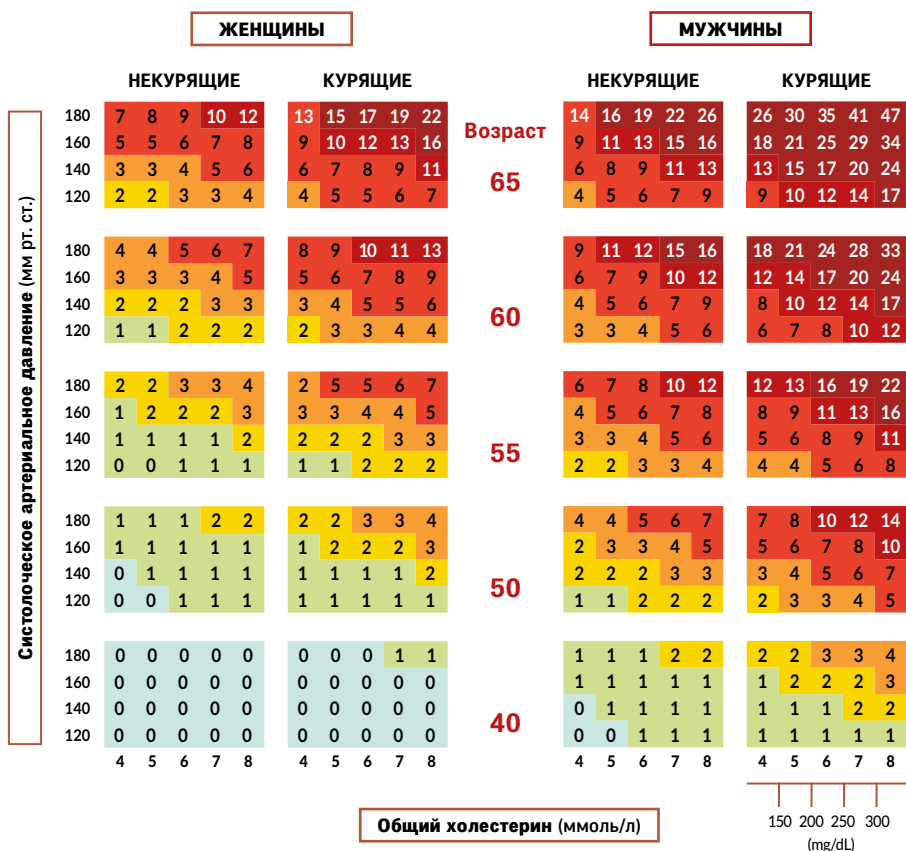 ЖЕНЩИНЫ МУЖЧИНЫ
НЕКУРЯЩИЕ КУРЯЩИЕ НЕКУРЯЩИЕ КУРЯЩИЕ
Систолоческое артериальное давление (мм рт. ст.)
Возраст
180 7 8 9 10 12 13 15 17 19 22 14 16 19 22 26 26 30 35 41 47
160 5 5 6 7 8 9 10 12 13 16 9 11 13 15 16 18 21 25 29 34
140 3 3 4 5 6 6 7 8 9 11 65 6 8 9 11 13 13 15 17 20 24
120 2 2 3 3 4 4 5 5 6 7 4 5 6 7 9 9 10 12 14 17
180 4 4 5 6 7 8 9 10 11 13 9 11 12 15 16 18 21 24 28 33
160 3 3 3 4 5 5 6 7 8 9 6 7 9 10 12 12 14 17 20 24
140 2 2 2 3 3 3 4 5 5 6 60 4 5 6 7 9 8 10 12 14 17
120 1 1 2 2 2 2 3 3 4 4 3 3 4 5 6 6 7 8 10 12
180 2 2 3 3 4 2 5 5 6 7 6 7 8 10 12 12 13 16 19 22
160 1 2 2 2 3 3 3 4 4 5 4 5 6 7 8 8 9 11 13 16
140 1 1 1 1 2 2 2 2 3 3 55 3 3 4 5 6 5 6 8 9 11
120 0 0 1 1 1 1 1 2 2 2 2 2 3 3 4 4 4 5 6 8
180 1 1 1 2 2 2 2 3 3 4 4 4 5 6 7 7 8 10 12 14
160 1 1 1 1 1 1 2 2 2 3 2 3 3 4 5 5 6 7 8 10
140 0 1 1 1 1 1 1 1 1 2 50 2 2 2 3 3 3 4 5 6 7
120 0 0 1 1 1 1 1 1 1 1 1 1 2 2 2 2 3 3 4 5
180 0 0 0 0 0 0 0 0 1 1 1 1 1 2 2 2 2 3 3 4
160 0 0 0 0 0 0 0 0 0 0 1 1 1 1 1 1 2 2 2 3
140 0 0 0 0 0 0 0 0 0 0 40 0 1 1 1 1 1 1 1 2 2
120 0 0 0 0 0 0 0 0 0 0 0 0 1 1 1 1 1 1 1 1
4 5 6 7 8 4 5 6 7 8 4 5 6 7 8 4 5 6 7 8
Общий холестерин (ммоль/л)
150 200 250 300
(mg/dL)